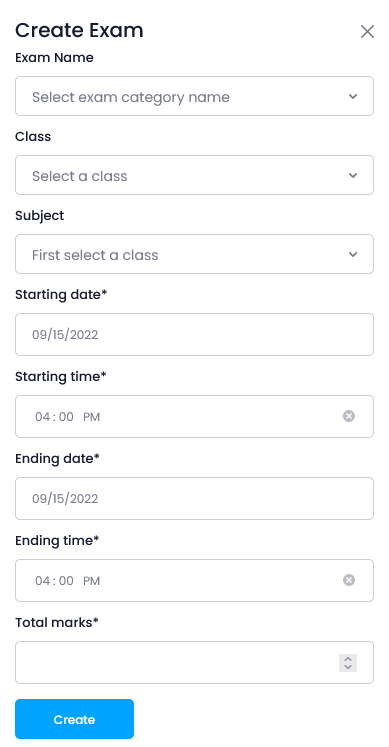 Create Exam
Exam Name
Select exam category name
Class
Select a class
Subject
First select a class
Starting date*
09/15/2022
Starting time*
04 : 00 PM
Ending date*
09/15/2022
Ending time*
04 : 00 PM
Total marks*
Create